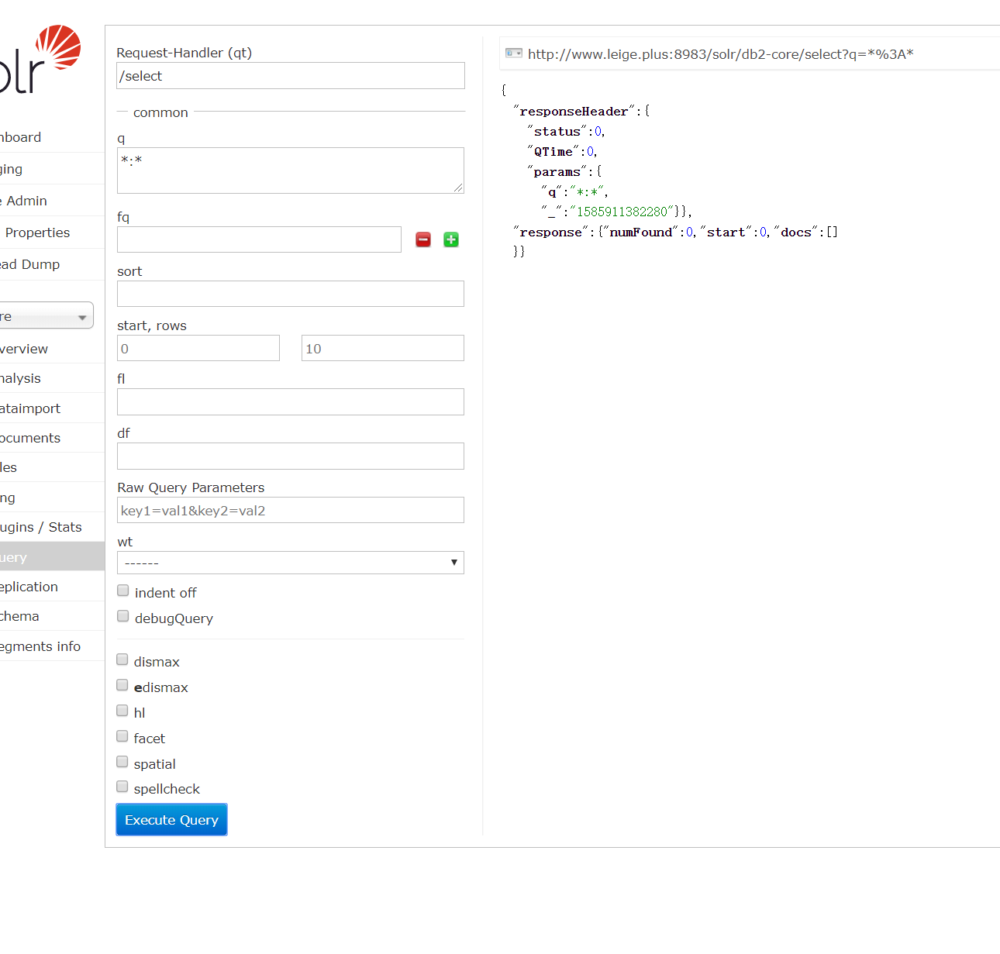 olr
nboard
ging
e Admin
Properties
ead Dump
re
verview
nalysis
ataimport
ocuments
les
ng
ugins / Stats
uery
eplication
chema
egments info
Request-Handler (qt)
/select
common
q
*:*
fq
sort
start, rows
0 10
fl
df
Raw Query Parameters
key1=val1&key2=val2
wt
------
indent off
debugQuery
dismax
edismax
hl
facet
spatial
spellcheck
Execute Query
http://www.leige.plus:8983/solr/db2-core/select?q=*%3A*
{
"responseHeader":{
"status":0,
"QTime":0,
"params":{
"q":"*:*",
"_":"1585911382280"}},
"response":{"numFound":0,"start":0,"docs":[]
}}